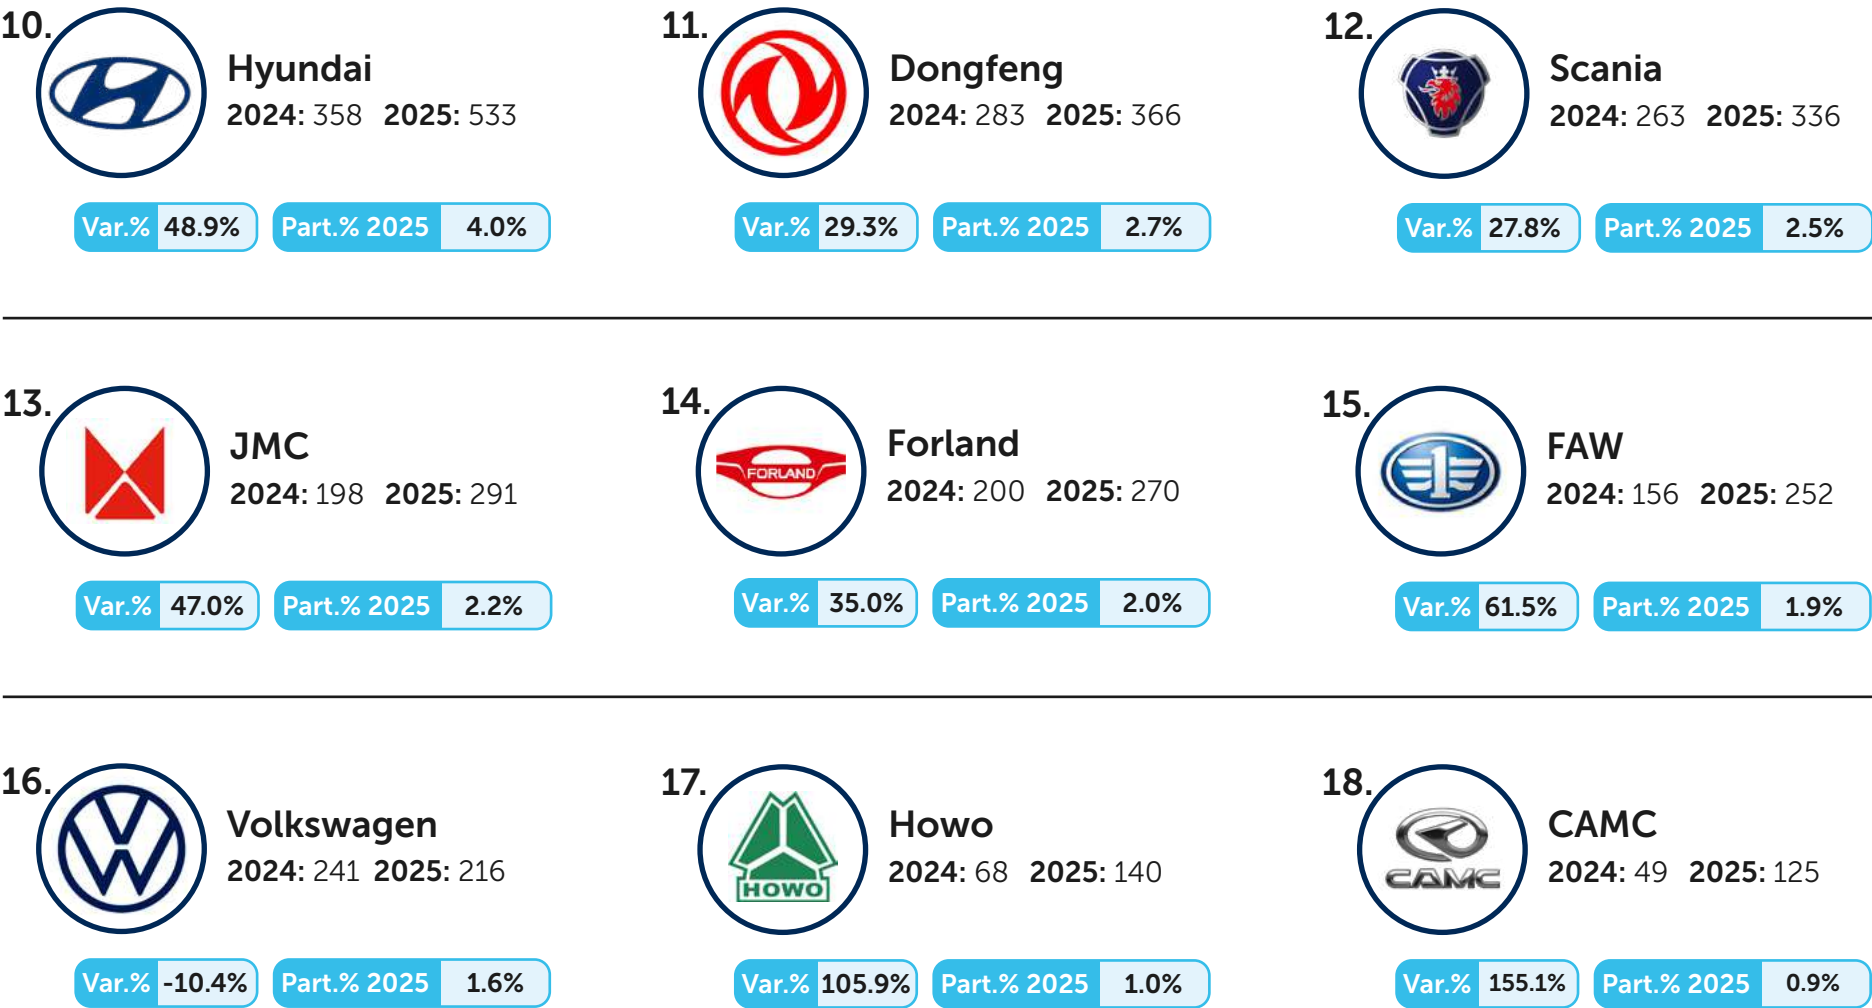 10.
Hyundai
2024: 358 2025: 533
Var.% 48.9% Part.% 2025 4.0%
11.
Dongfeng
2024: 283 2025: 366
Var.% 29.3% Part.% 2025 2.7%
12.
Scania
2024: 263 2025: 336
Var.% 27.8% Part.% 2025 2.5%
13.
JMC
2024: 198 2025: 291
Var.% 47.0% Part.% 2025 2.2%
14.
FORLAND
Forland
2024: 200 2025: 270
Var.% 35.0% Part.% 2025 2.0%
15.
FAW
2024: 156 2025: 252
Var.% 61.5% Part.% 2025 1.9%
16.
Volkswagen
2024: 241 2025: 216
Var.% -10.4% Part.% 2025 1.6%
17.
HOWO
Howo
2024: 68 2025: 140
Var.% 105.9% Part.% 2025 1.0%
18.
CAMC
CAMC
2024: 49 2025: 125
Var.% 155.1% Part.% 2025 0.9%